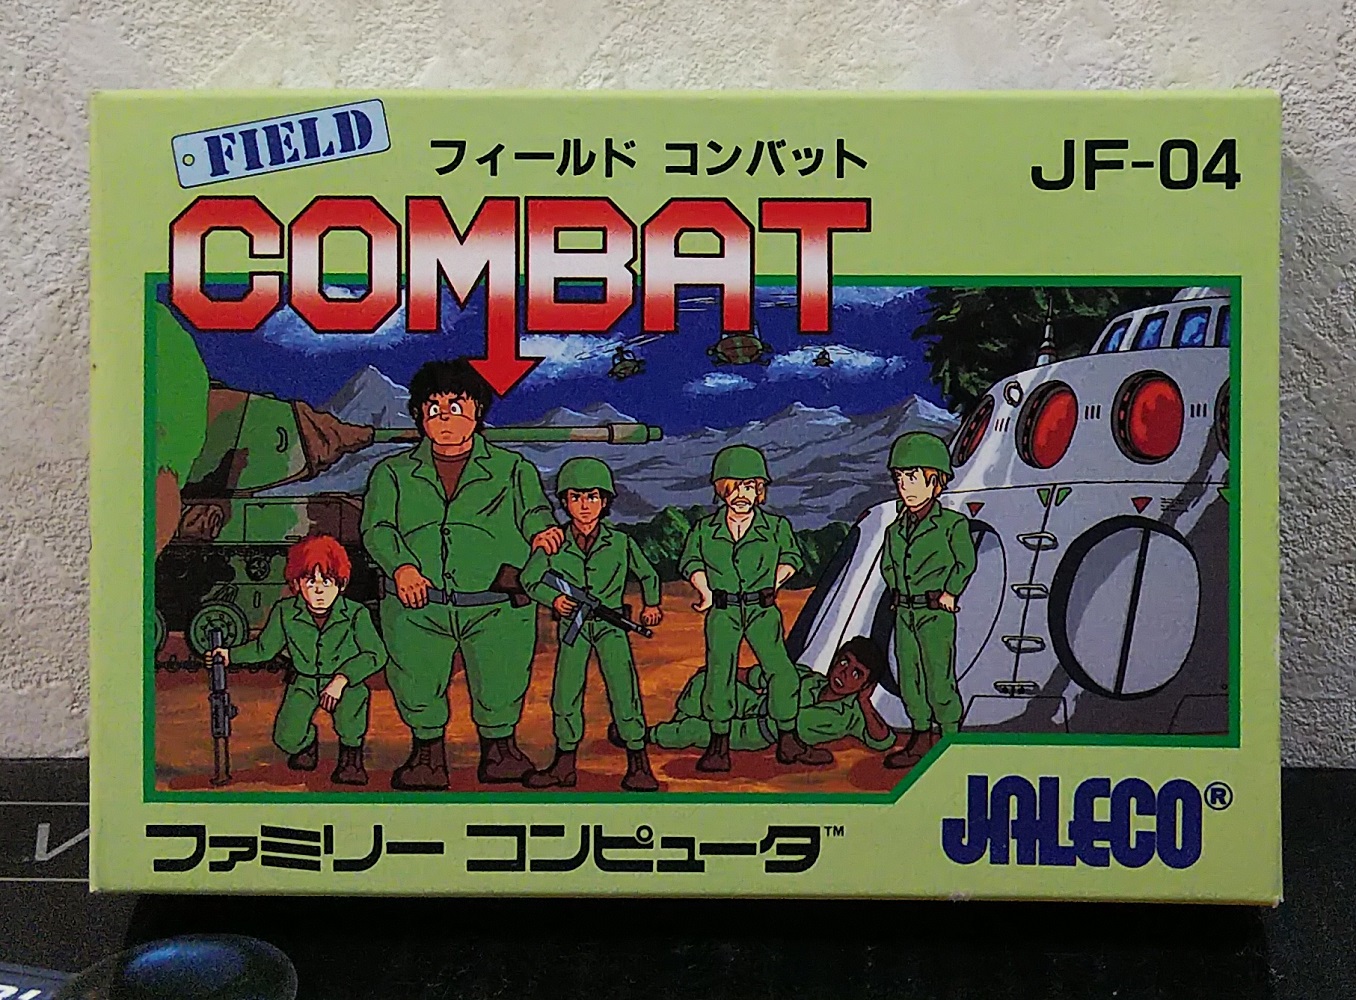 FIELD
フィールド コンバット
JF-04
COMBAT
ファミリー コンピュータ™
JALECO®